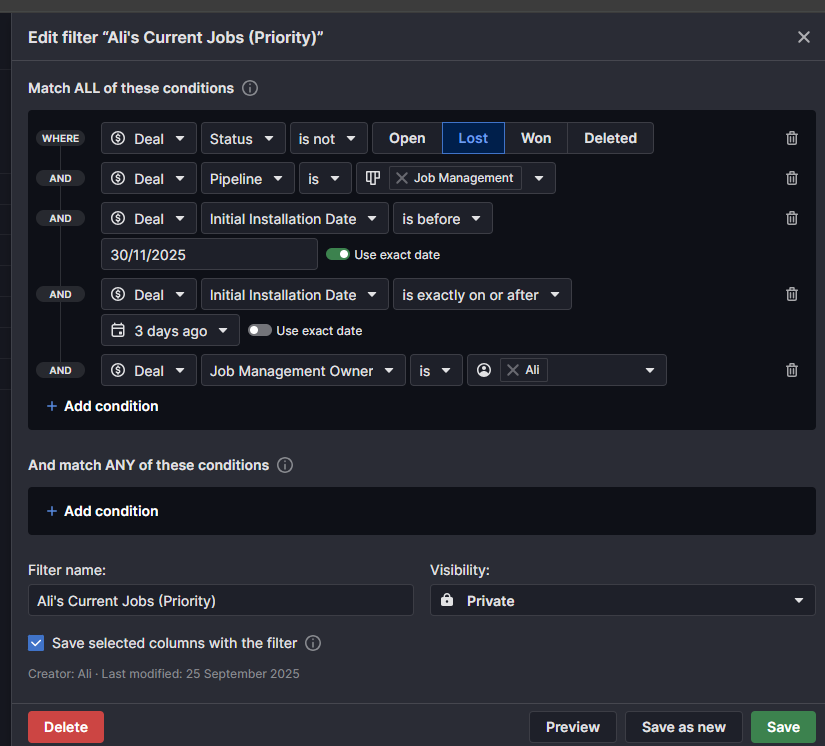 Edit filter “Ali's Current Jobs (Priority)”
Match ALL of these conditions
WHERE Deal Status is not Open Lost Won Deleted
AND Deal Pipeline is Job Management
AND Deal Initial Installation Date is before
30/11/2025 Use exact date
AND Deal Initial Installation Date is exactly on or after
3 days ago Use exact date
AND Deal Job Management Owner is Ali
+ Add condition
And match ANY of these conditions
+ Add condition
Filter name: Visibility:
Ali's Current Jobs (Priority) Private
Save selected columns with the filter
Creator: Ali · Last modified: 25 September 2025
Delete Preview Save as new Save